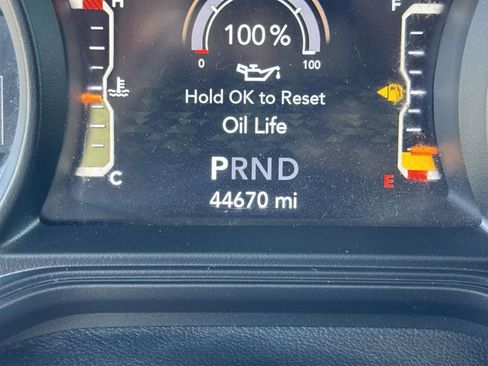 H
F
100 %
0
100
Hold OK to Reset
Oil Life
C
PRND
E
44670 mi